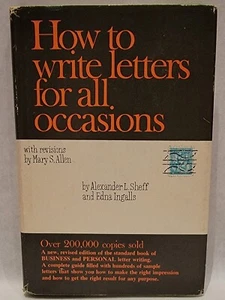 How to
write letters
for all
occasions
with revisions
by Mary S. Allen
by Alexander L. Sheff
and Edna Ingalls
Over 200,000 copies sold
A new, revised edition of the standard book of
BUSINESS and PERSONAL letter writing.
A complete guide filled with hundreds of sample
letters that show you how to make the right impression
and how to get the right result for any purpose.